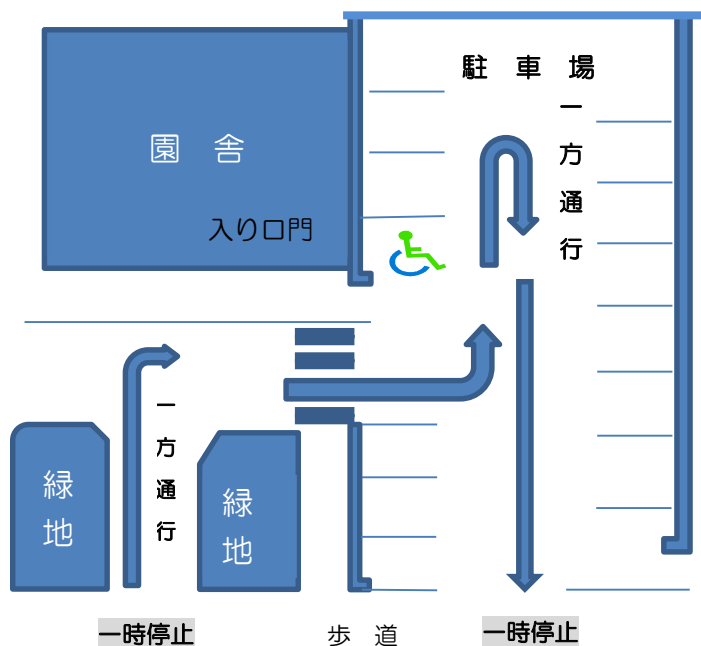 駐 車 場
一方通行
園 舎
入り口門
一方通行
緑地
緑地
一時停止
歩 道
一時停止